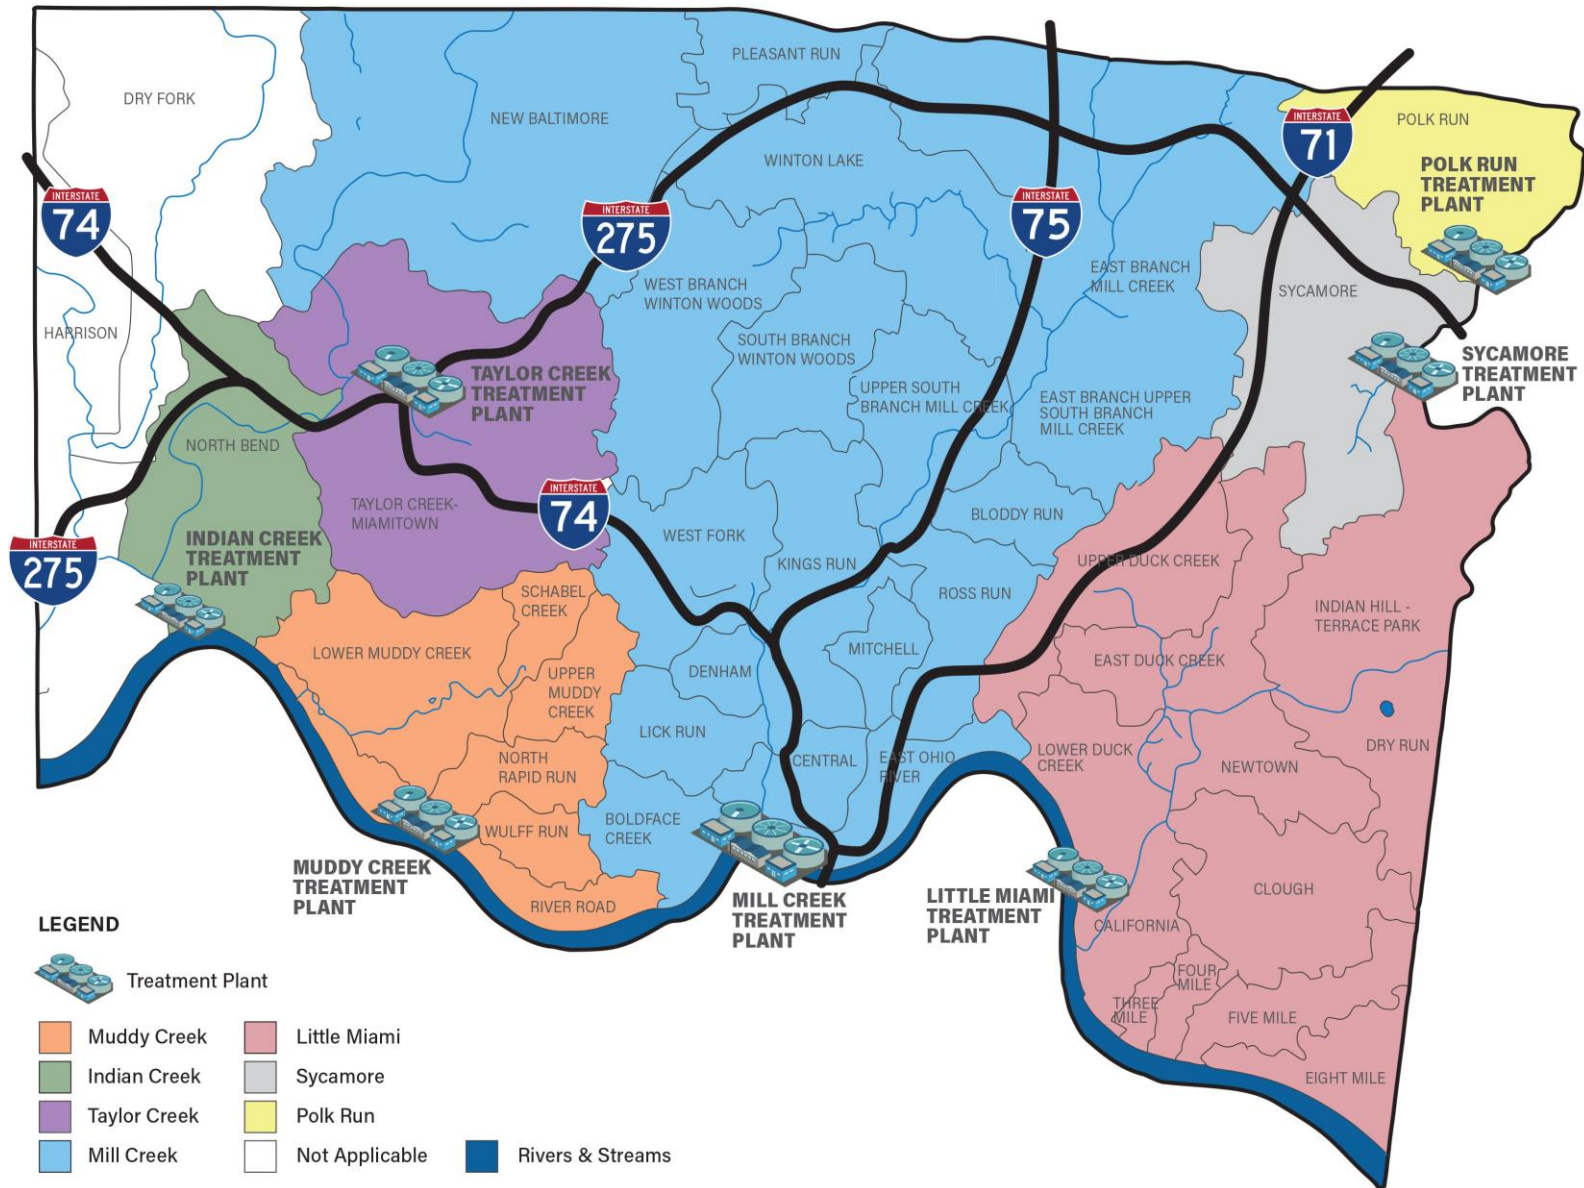 PLEASANT RUN
DRY FORK
NEW BALTIMORE
POLK RUN
INTERSTATE
71
WINTON LAKE
POLK RUN
TREATMENT
PLANT
INTERSTATE
74
INTERSTATE
275
INTERSTATE
75
WEST BRANCH
WINTON WOODS
EAST BRANCH
MILL CREEK
SYCAMORE
HARRISON
SOUTH BRANCH
WINTON WOODS
SYCAMORE
TREATMENT
PLANT
TAYLOR CREEK
TREATMENT
PLANT
UPPER SOUTH
BRANCH MILL CREEK
EAST BRANCH UPPER
SOUTH BRANCH
MILL CREEK
NORTH BEND
TAYLOR CREEK-
MIAMITOWN
INTERSTATE
74
BLODDY RUN
INTERSTATE
275
INDIAN CREEK
TREATMENT
PLANT
WEST FORK
KINGS RUN
UPPER DUCK CREEK
SCHABEL
CREEK
ROSS RUN
INDIAN HILL -
TERRACE PARK
LOWER MUDDY CREEK
MITCHELL
EAST DUCK CREEK
DENHAM
UPPER
MUDDY
CREEK
LICK RUN
CENTRAL
EAST OHIO
RIVER
LOWER DUCK
CREEK
DRY RUN
NORTH
RAPID RUN
NEWTOWN
WULFF RUN
BOLDFACE
CREEK
MUDDY CREEK
TREATMENT
PLANT
MILL CREEK
TREATMENT
PLANT
LITTLE MIAMI
TREATMENT
PLANT
CLOUGH
RIVER ROAD
CALIFORNIA
FOUR
MILE
THREE
MILE
FIVE MILE
EIGHT MILE
LEGEND
Treatment Plant
Muddy Creek
Little Miami
Indian Creek
Sycamore
Taylor Creek
Polk Run
Mill Creek
Not Applicable
Rivers & Streams